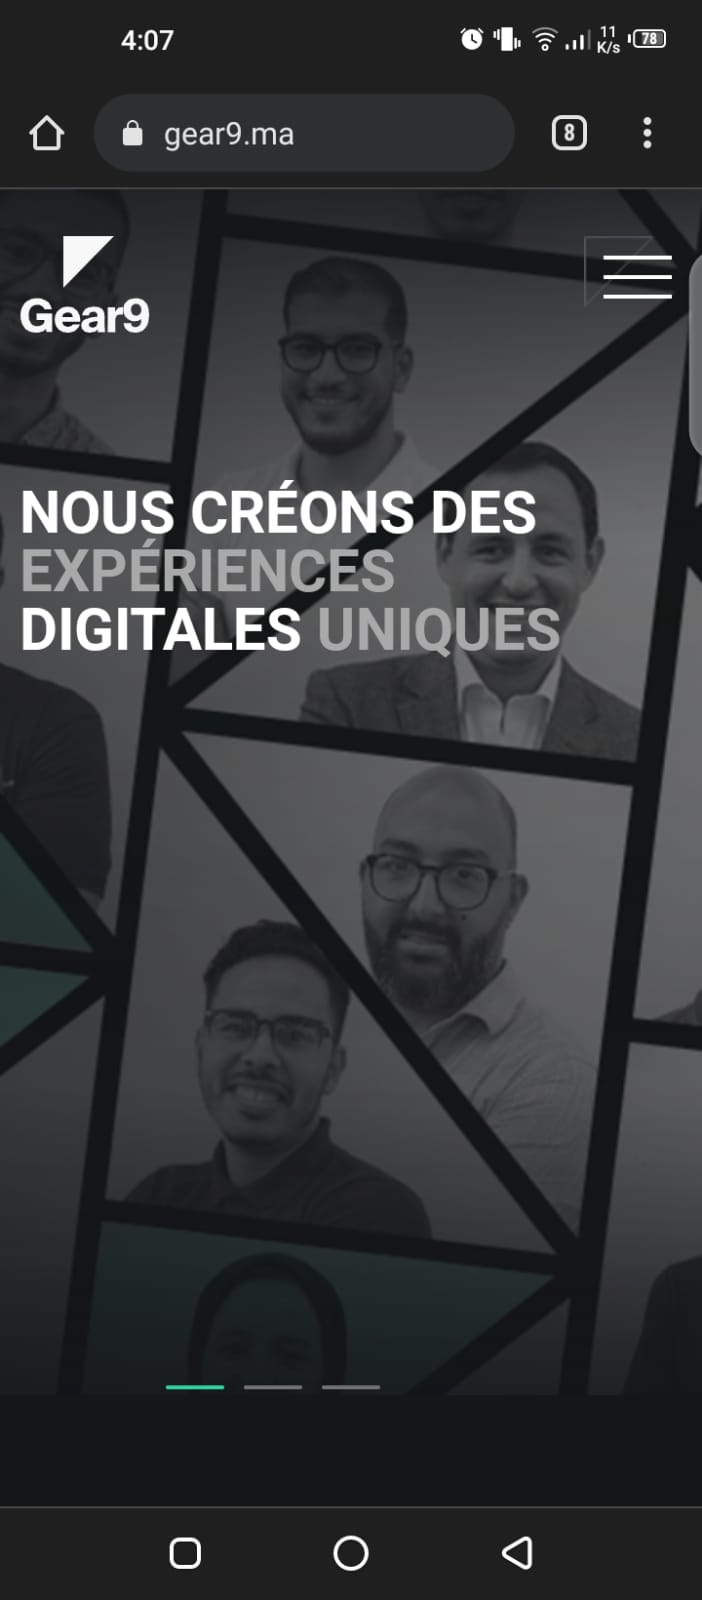 4:07
11
K/s
78
gear9.ma
8
Gear9
NOUS CRÉONS DES
EXPÉRIENCES
DIGITALES UNIQUES